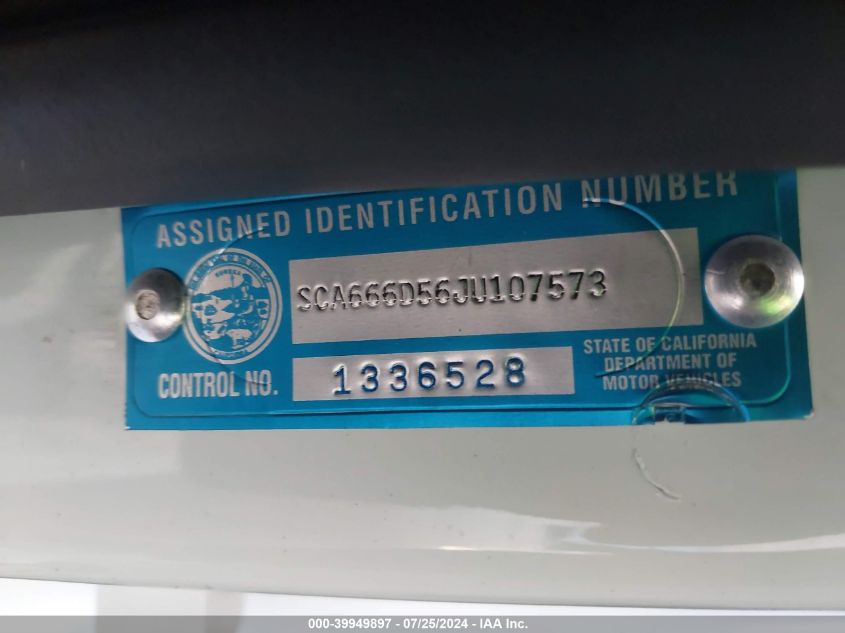 ASSIGNED IDENTIFICATION NUMBER
EUREKA
SCA666D56JU107573
CONTROL NO.
1336528
STATE OF CALIFORNIA
DEPARTMENT OF
MOTOR VEHICLES
000-39949897 - 07/25/2024 - IAA Inc.